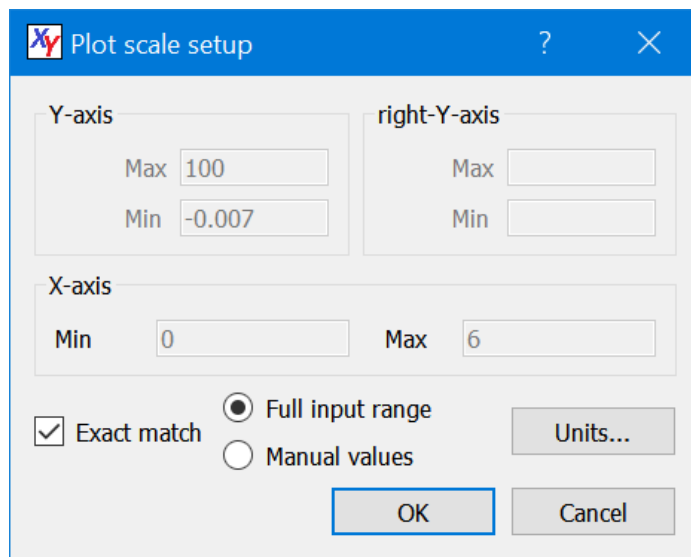 XY Plot scale setup ?
Y-axis
Max 100
Min -0.007
right-Y-axis
Max
Min
X-axis
Min 0 Max 6
Exact match
Full input range
Manual values
Units...
OK Cancel